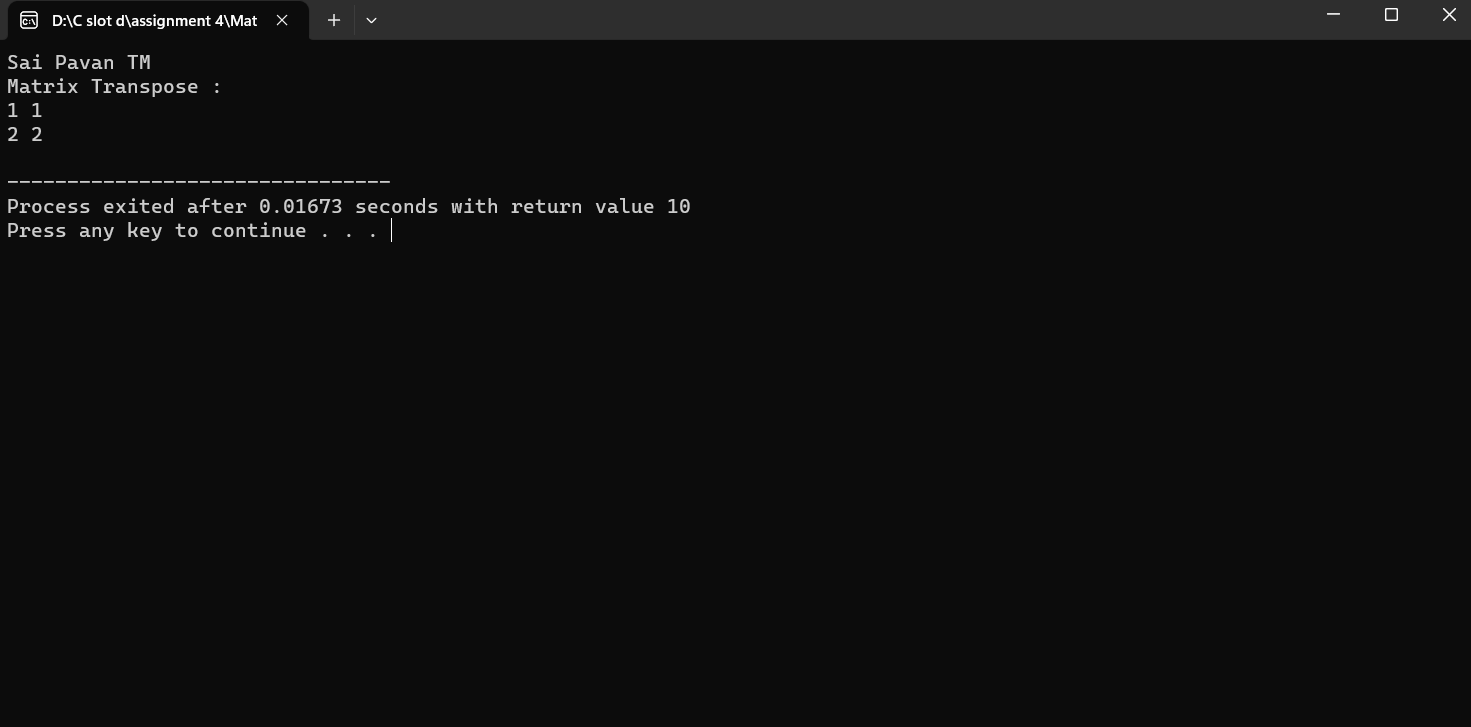 D:\C slot d\assignment 4\Mat
Sai Pavan TM
Matrix Transpose :
1 1
2 2
--------------------------------
Process exited after 0.01673 seconds with return value 10
Press any key to continue . . .